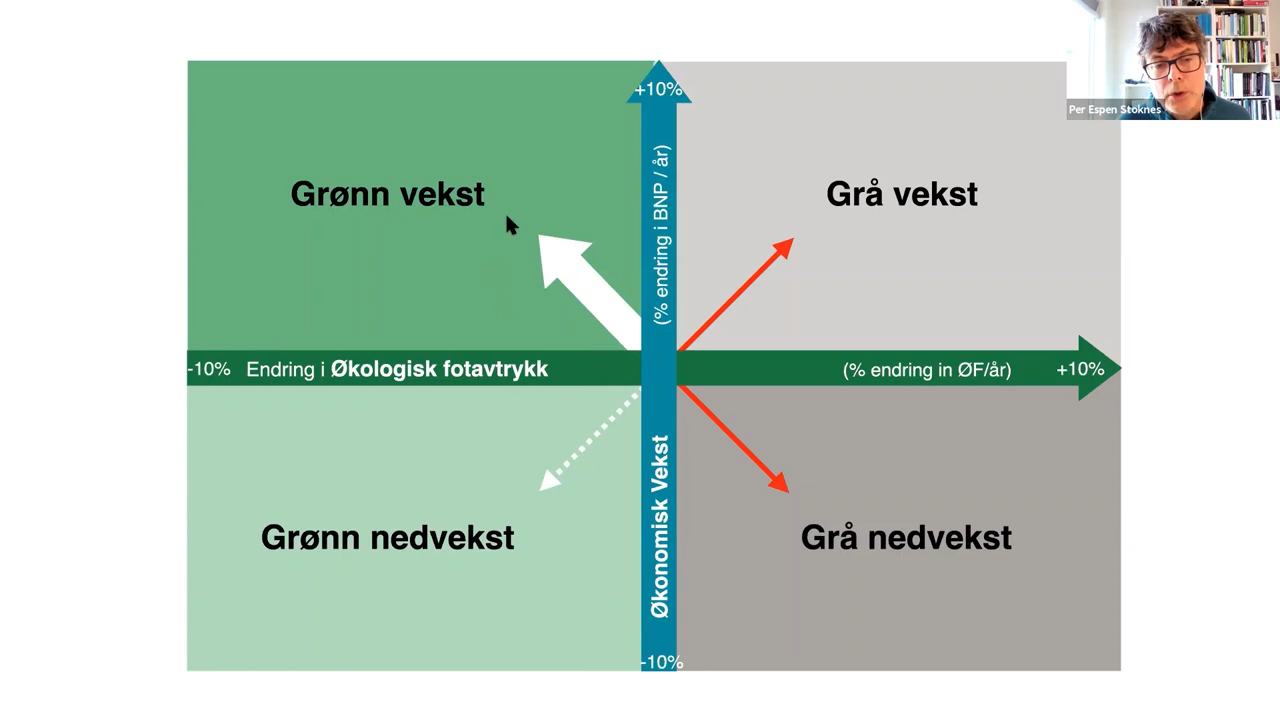 Per Espen Stoknes
+10%
Grønn vekst
Grå vekst
(% endring i BNP / år)
-10% Endring i Økologisk fotavtrykk
(% endring in ØF/år) +10%
Økonomisk Vekst
Grønn nedvekst
Grå nedvekst
-10%